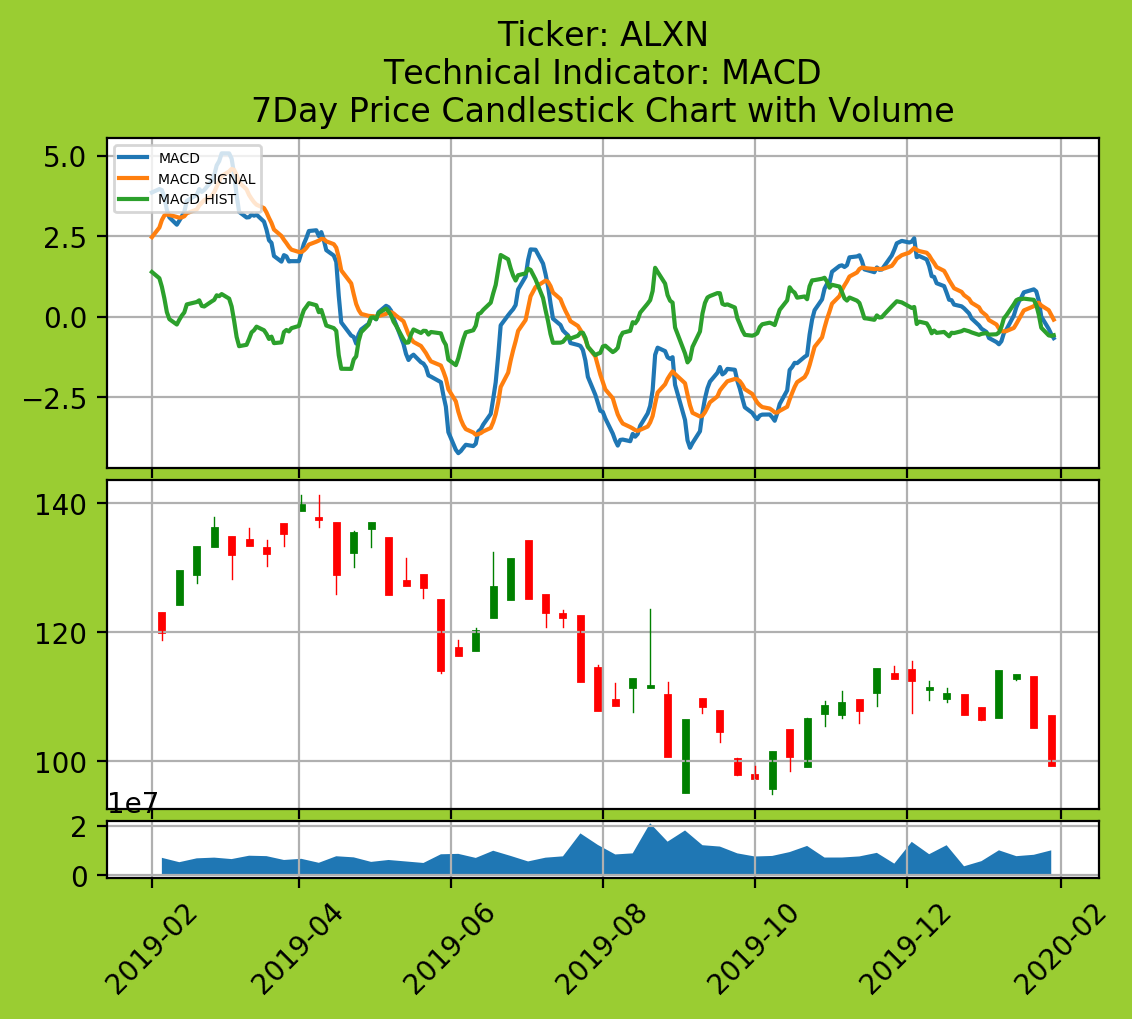 Ticker: ALXN
Technical Indicator: MACD
7Day Price Candlestick Chart with Volume
5.0
2.5
0.0
−2.5
MACD
MACD SIGNAL
MACD HIST
140
120
100
1e7
2
0
2019-02
2019-04
2019-06
2019-08
2019-10
2019-12
2020-02